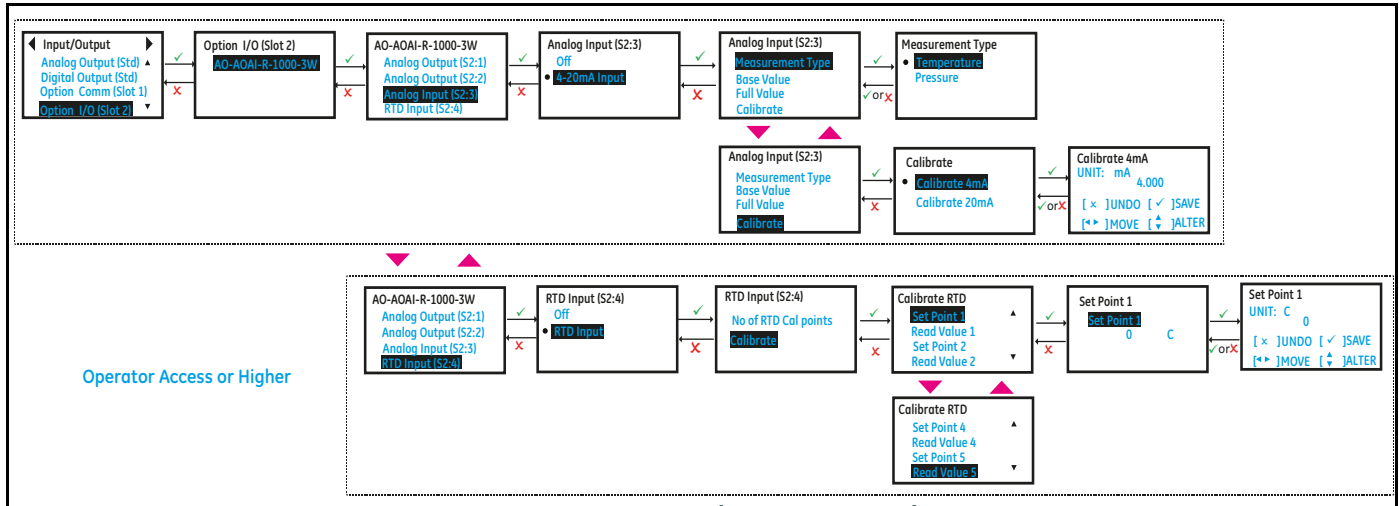 Input/Output
Analog Output (Std)
Digital Output (Std)
Option Comm (Slot 1)
Option I/O (Slot 2)
✓
x
Option I/O (Slot 2)
AO-AOAI-R-1000-3W
✓
x
AO-AOAI-R-1000-3W
Analog Output (S2:1)
Analog Output (S2:2)
Analog Input (S2:3)
RTD Input (S2:4)
✓
x
Analog Input (S2:3)
Off
• 4-20mA Input
✓
x
Analog Input (S2:3)
Measurement Type
Base Value
Full Value
Calibrate
✓
✓orx
Measurement Type
• Temperature
Pressure
Analog Input (S2:3)
Measurement Type
Base Value
Full Value
Calibrate
✓
x
Calibrate
• Calibrate 4mA
Calibrate 20mA
✓
✓orx
Calibrate 4mA
UNIT: mA
4.000
[ x ]UNDO [ ✓ ]SAVE
[◂ ▸ ]MOVE [ ▴▾ ]ALTER
AO-AOAI-R-1000-3W
Analog Output (S2:1)
Analog Output (S2:2)
Analog Input (S2:3)
RTD Input (S2:4)
✓
x
RTD Input (S2:4)
Off
• RTD Input
✓
x
RTD Input (S2:4)
No of RTD Cal points
Calibrate
✓
x
Calibrate RTD
Set Point 1
Read Value 1
Set Point 2
Read Value 2
✓
x
Set Point 1
Set Point 1
0 C
✓
✓orx
Set Point 1
UNIT: C
0
[ x ]UNDO [ ✓ ]SAVE
[◂ ▸ ]MOVE [ ▴▾ ]ALTER
Operator Access or Higher
Calibrate RTD
Set Point 4
Read Value 4
Set Point 5
Read Value 5